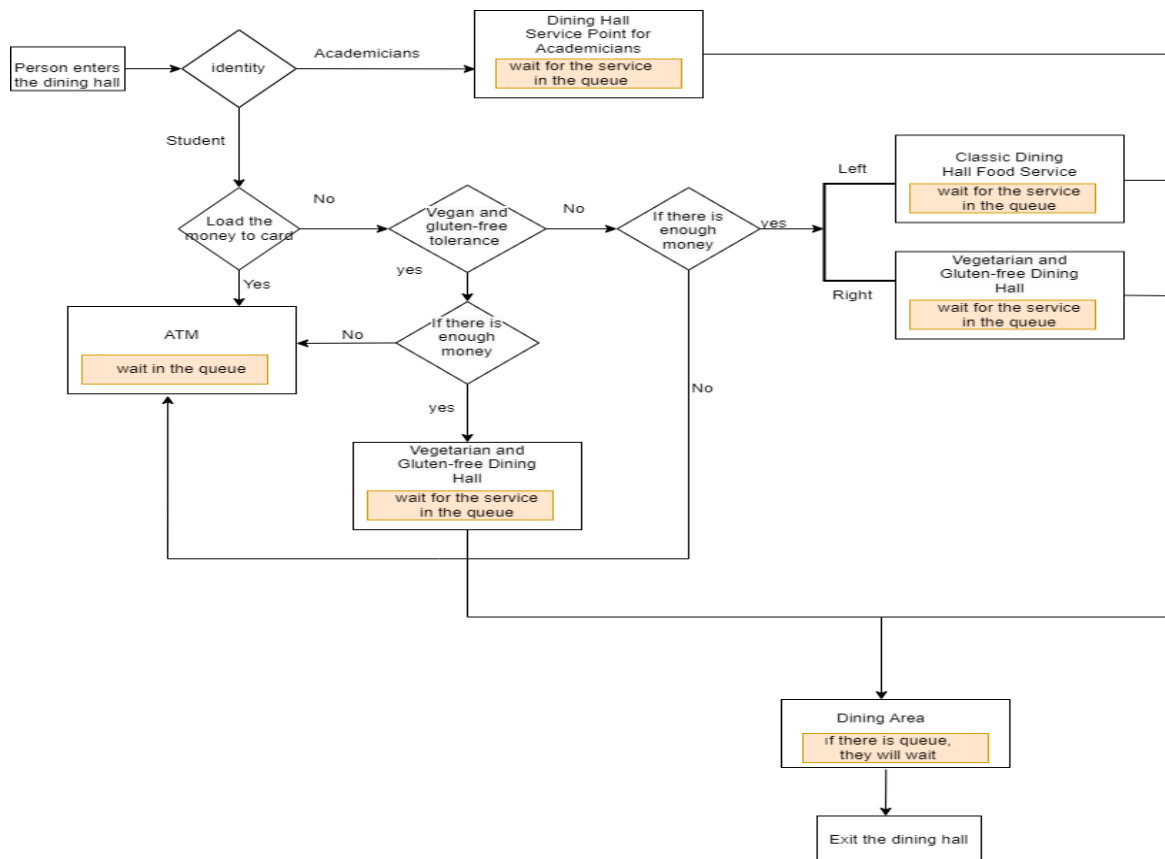 Person enters
the dining hall
identity
Academicians
Dining Hall
Service Point for
Academicians
wait for the service
in the queue
Student
Load the
money to card
No
Vegan and
gluten-free
tolerance
No
If there is
enough
money
yes
Left
Classic Dining
Hall Food Service
wait for the service
in the queue
Right
Vegetarian and
Gluten-free Dining
Hall
wait for the service
in the queue
Yes
yes
ATM
wait in the queue
No
If there is
enough
money
No
yes
Vegetarian and
Gluten-free Dining
Hall
wait for the service
in the queue
Dining Area
if there is queue,
they will wait
Exit the dining hall